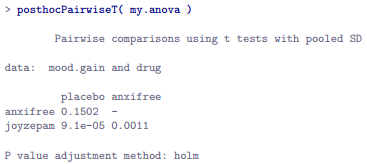 > posthocPairwiseT( my.anova )
Pairwise comparisons using t tests with pooled SD
data: mood.gain and drug
placebo anxifree
anxifree 0.1502 -
joyzepam 9.1e-05 0.0011
P value adjustment method: holm